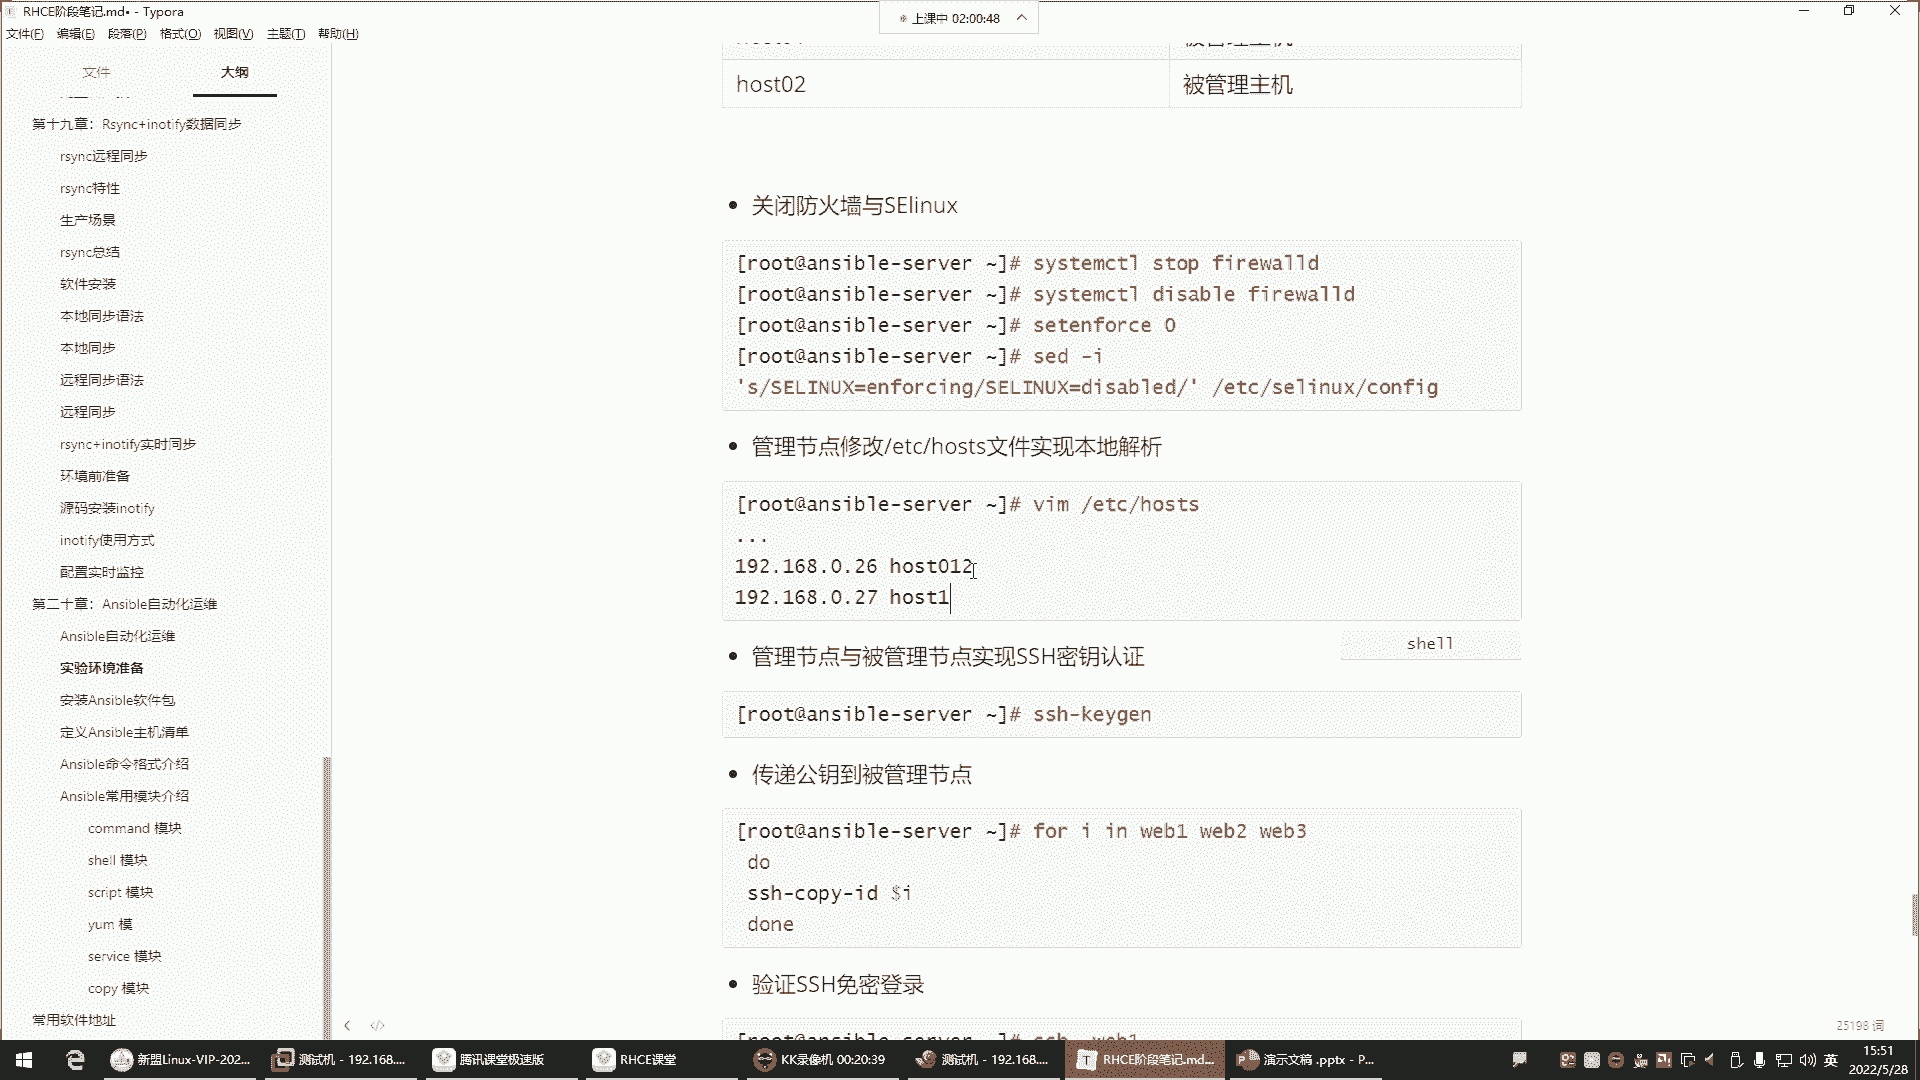 RHCE阶段笔记.md• - Typora
上课中 02:00:48
文件(F) 编辑(E) 段落(P) 格式(O) 视图(V) 主题(T) 帮助(H)
文件 大纲
第十九章：Rsync+inotify数据同步
rsync远程同步
rsync特性
生产场景
rsync总结
软件安装
本地同步语法
本地同步
远程同步语法
远程同步
rsync+inotify实时同步
环境前准备
源码安装inotify
inotify使用方式
配置实时监控
第二十章：Ansible自动化运维
Ansible自动化运维
实验环境准备
安装Ansible软件包
定义Ansible主机清单
Ansible命令格式介绍
Ansible常用模块介绍
command 模块
shell 模块
script 模块
yum 模
service 模块
copy 模块
常用软件地址
host02 被管理主机
关闭防火墙与SElinux
[root@ansible-server ~]# systemctl stop firewalld
[root@ansible-server ~]# systemctl disable firewalld
[root@ansible-server ~]# setenforce 0
[root@ansible-server ~]# sed -i
's/SELINUX=enforcing/SELINUX=disabled/' /etc/selinux/config
管理节点修改/etc/hosts文件实现本地解析
[root@ansible-server ~]# vim /etc/hosts
...
192.168.0.26 host012
192.168.0.27 host1
shell
管理节点与被管理节点实现SSH密钥认证
[root@ansible-server ~]# ssh-keygen
传递公钥到被管理节点
[root@ansible-server ~]# for i in web1 web2 web3
do
ssh-copy-id $i
done
验证SSH免密登录
25198 词
新盟Linux-VIP-202... 测试机 - 192.168.... 腾讯课堂极速版 RHCE课堂 KK录像机 00:20:39 测试机 - 192.168.... RHCE阶段笔记.md... 演示文稿 .pptx - P... 英 15:51
2022/5/28